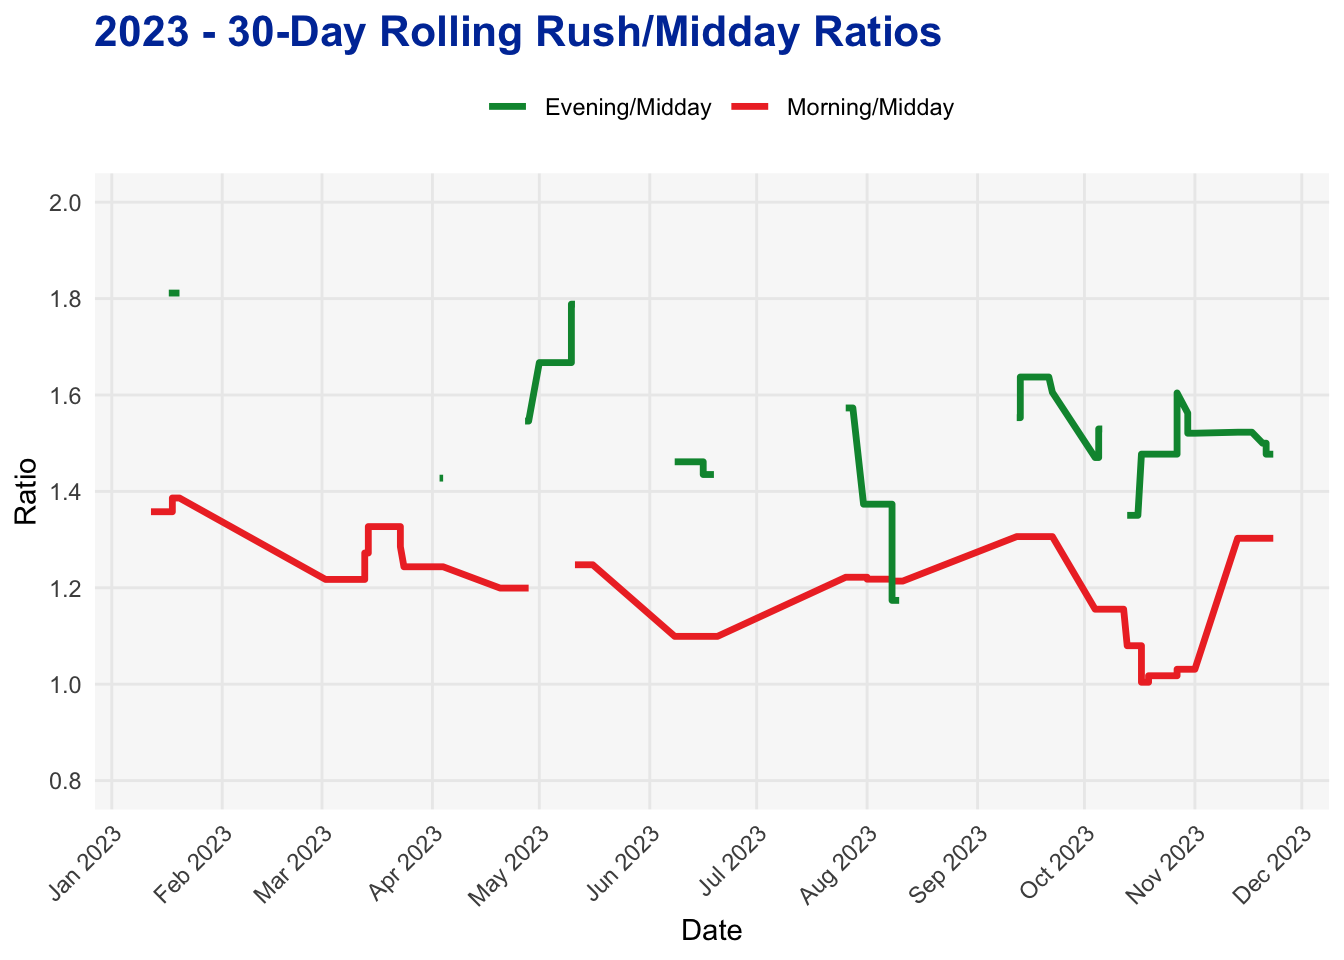 2023 - 30-Day Rolling Rush/Midday Ratios
Evening/Midday Morning/Midday
2.0
1.8
1.6
1.4
1.2
1.0
0.8
Ratio
Jan 2023 Feb 2023 Mar 2023 Apr 2023 May 2023 Jun 2023 Jul 2023 Aug 2023 Sep 2023 Oct 2023 Nov 2023 Dec 2023
Date